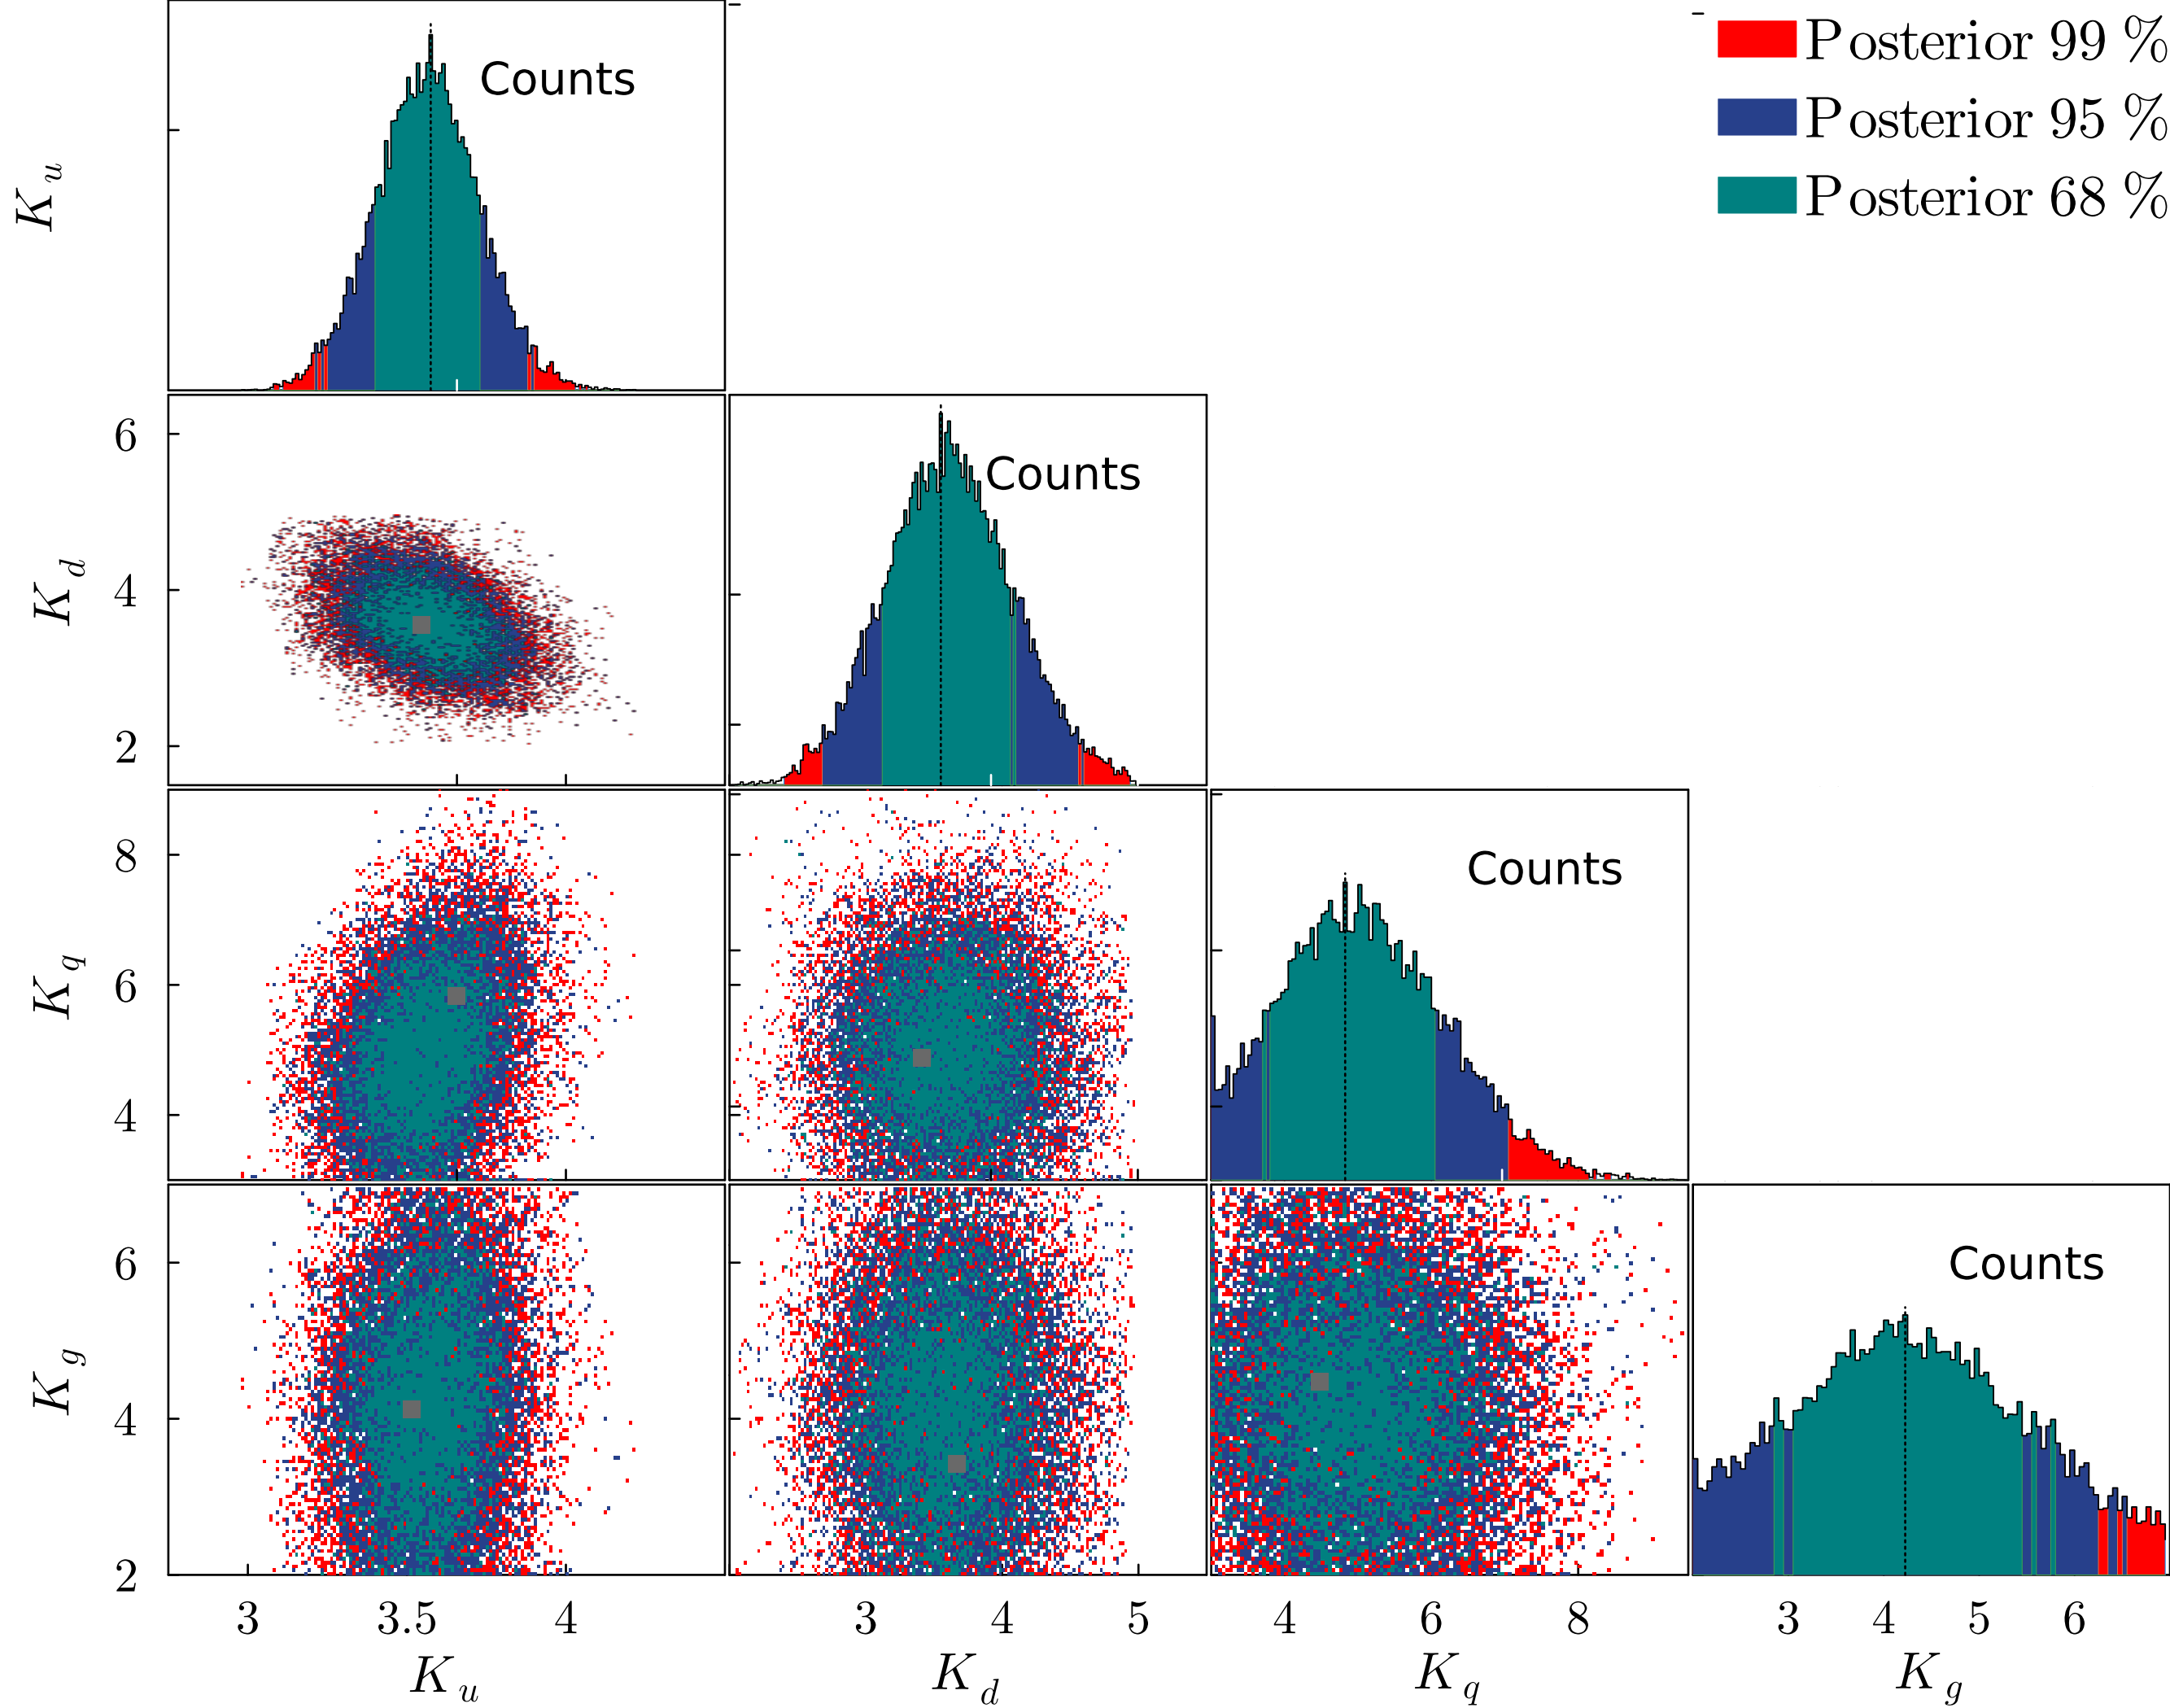 Posterior 99 %
Posterior 95 %
Posterior 68 %
Counts
K_u
6
4
2
K_d
Counts
8
6
4
K_q
Counts
6
4
2
K_g
Counts
3 3.5 4 3 4 5 4 6 8 3 4 5 6
K_u K_d K_q K_g